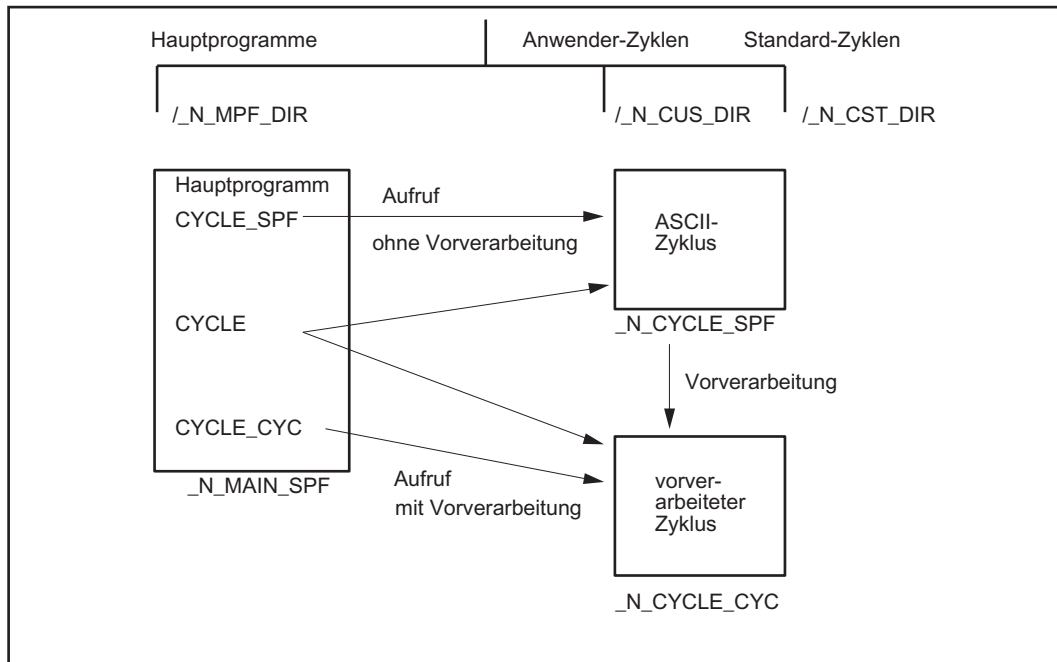 Hauptprogramme
Anwender-Zyklen
Standard-Zyklen
/_N_MPF_DIR
/_N_CUS_DIR
/_N_CST_DIR
Hauptprogramm
CYCLE_SPF
Aufruf
ohne Vorverarbeitung
ASCII-
Zyklus
CYCLE
_N_CYCLE_SPF
Vorverarbeitung
CYCLE_CYC
_N_MAIN_SPF
Aufruf
mit Vorverarbeitung
vorver-
arbeiteter
Zyklus
_N_CYCLE_CYC